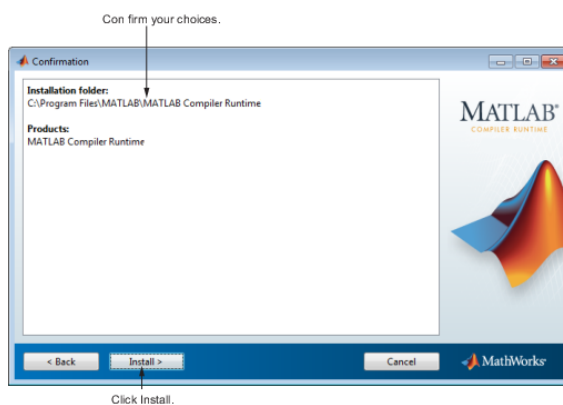 Con firm your choices.
Confirmation
Installation folder:
C:\Program Files\MATLAB\MATLAB Compiler Runtime
Products:
MATLAB Compiler Runtime
MATLAB®
COMPILER RUNTIME
< Back
Install >
Cancel
MathWorks®
Click Install.